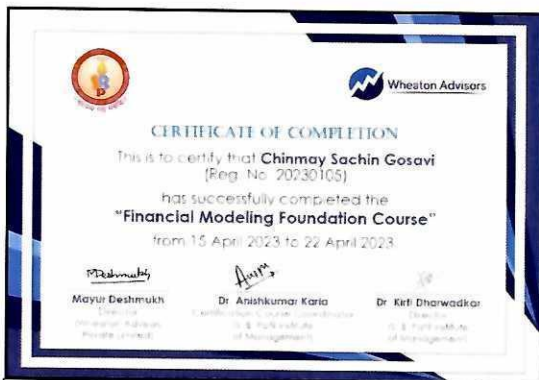 Wheaton Advisors
CERTIFICATE OF COMPLETION
This is to certify that Chinmay Sachin Gosavi
(Reg. No. 20230105)
has successfully completed the
"Financial Modeling Foundation Course"
from 15 April 2023 to 22 April 2023
Mayur Deshmukh
Director
Private Limited)
Dr. Anishkumar Karia
Certification Course Coordinator
of Management)
Dr. Kirti Dharwadkar
Director
of Management)